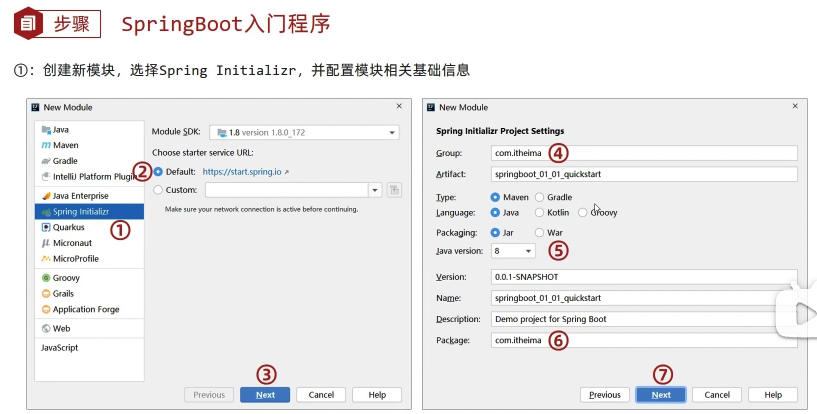 步骤 SpringBoot入门程序
①：创建新模块，选择Spring Initializr，并配置模块相关基础信息
New Module
Java
Maven
Gradle
IntelliJ Platform Plugin
Java Enterprise
Spring Initializr
Quarkus
Micronaut
MicroProfile
Groovy
Grails
Application Forge
Web
JavaScript
①
Module SDK: 1.8 version 1.8.0_172
Choose starter service URL:
② Default: https://start.spring.io
Custom:
Make sure your network connection is active before continuing.
③
Previous Next Cancel Help
New Module
Spring Initializr Project Settings
Group: com.itheima ④
Artifact: springboot_01_01_quickstart
Type: Maven Gradle
Language: Java Kotlin Groovy
Packaging: Jar War
Java version: 8 ⑤
Version: 0.0.1-SNAPSHOT
Name: springboot_01_01_quickstart
Description: Demo project for Spring Boot
Package: com.itheima ⑥
⑦
Previous Next Cancel Help